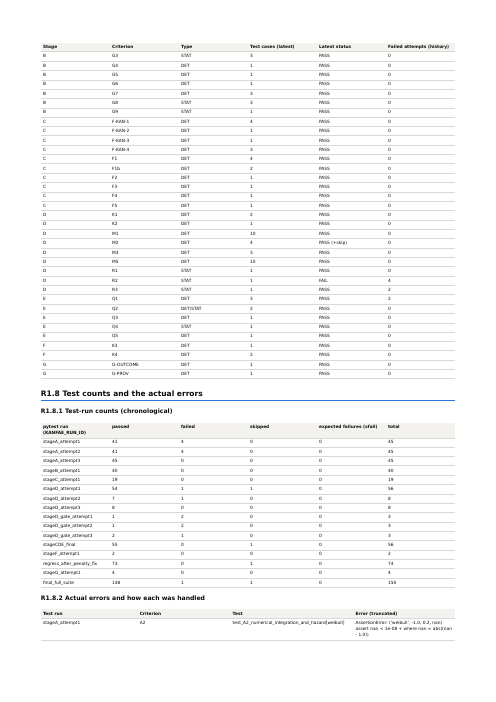 Stage Criterion Type Test cases (latest) Latest status Failed attempts (history)
B G3 STAT 3 PASS 0
B G4 DET 1 PASS 0
B G5 DET 1 PASS 0
B G6 DET 1 PASS 0
B G7 DET 3 PASS 0
B G8 STAT 3 PASS 0
B G9 STAT 1 PASS 0
C F-KAN-1 DET 4 PASS 0
C F-KAN-2 DET 1 PASS 0
C F-KAN-3 DET 1 PASS 0
C F-KAN-4 DET 3 PASS 0
C F1 DET 4 PASS 0
C F1b DET 2 PASS 0
C F2 DET 1 PASS 0
C F3 DET 1 PASS 0
C F4 DET 1 PASS 0
C F5 DET 1 PASS 0
D K1 DET 2 PASS 0
D K2 DET 1 PASS 0
D M1 DET 10 PASS 0
D M2 DET 4 PASS (+skip) 0
D M3 DET 3 PASS 0
D M5 DET 10 PASS 0
D R1 STAT 1 PASS 0
D R2 STAT 1 FAIL 4
D R3 STAT 1 PASS 2
E Q1 DET 3 PASS 2
E Q2 DET/STAT 2 PASS 0
E Q3 DET 1 PASS 0
E Q4 STAT 1 PASS 0
E Q5 DET 1 PASS 0
F K3 DET 1 PASS 0
F K4 DET 2 PASS 0
G G-OUTCOME DET 1 PASS 0
G G-PROV DET 1 PASS 0
R1.8 Test counts and the actual errors
R1.8.1 Test-run counts (chronological)
pytest run passed failed skipped expected failures (xfail) total
(KANFAE_RUN_ID)
stageA_attempt1 41 4 0 0 45
stageA_attempt2 41 4 0 0 45
stageA_attempt3 45 0 0 0 45
stageB_attempt1 40 0 0 0 40
stageC_attempt1 19 0 0 0 19
stageD_attempt1 54 1 1 0 56
stageD_attempt2 7 1 0 0 8
stageD_attempt3 8 0 0 0 8
stageD_gate_attempt1 1 2 0 0 3
stageD_gate_attempt2 1 2 0 0 3
stageD_gate_attempt3 2 1 0 0 3
stageCDE_final 55 0 1 0 56
stageF_attempt1 2 0 0 0 2
regress_after_penalty_fix 73 0 1 0 74
stageG_attempt1 4 0 0 0 4
final_full_suite 148 1 1 0 150
R1.8.2 Actual errors and how each was handled
Test run Criterion Test Error (truncated)
stageA_attempt1 A2 test_A2_numerical_integration_and_hazard[weibull] AssertionError: ('weibull', -1.0, 0.2, nan)
assert nan < 1e-08 + where nan = abs((nan
- 1.0))